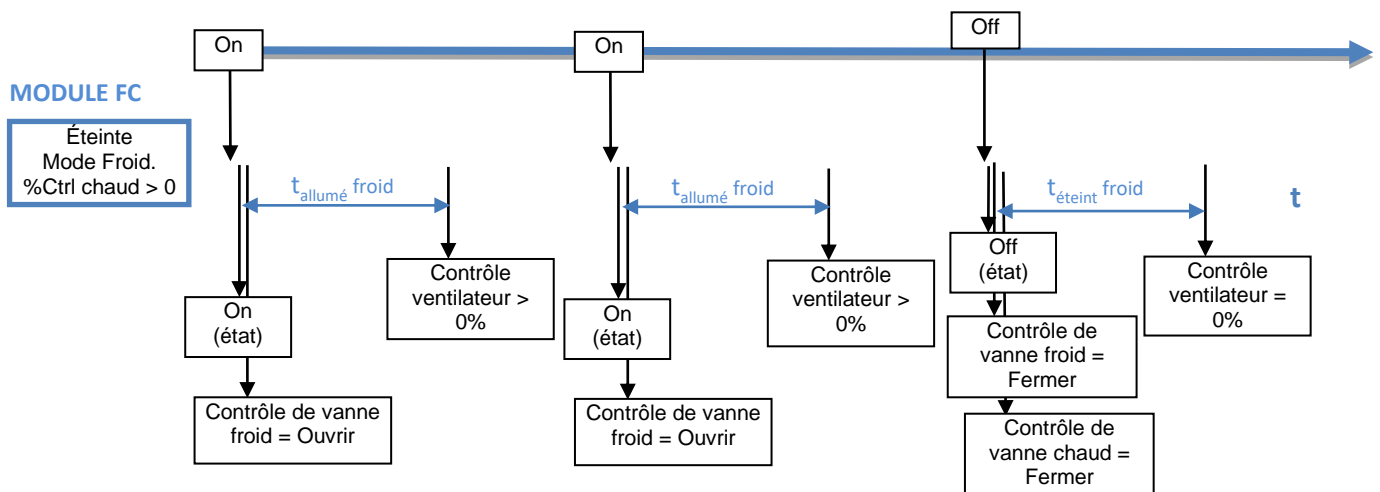 On
On
Off
MODULE FC
Éteinte
Mode Froid.
%Ctrl chaud > 0
tallumé froid
tallumé froid
téteint froid
t
On
(état)
Contrôle
ventilateur >
0%
Contrôle de vanne
froid = Ouvrir
On
(état)
Contrôle
ventilateur >
0%
Contrôle de vanne
froid = Ouvrir
Off
(état)
Contrôle
ventilateur =
0%
Contrôle de
vanne froid =
Fermer
Contrôle de
vanne chaud =
Fermer